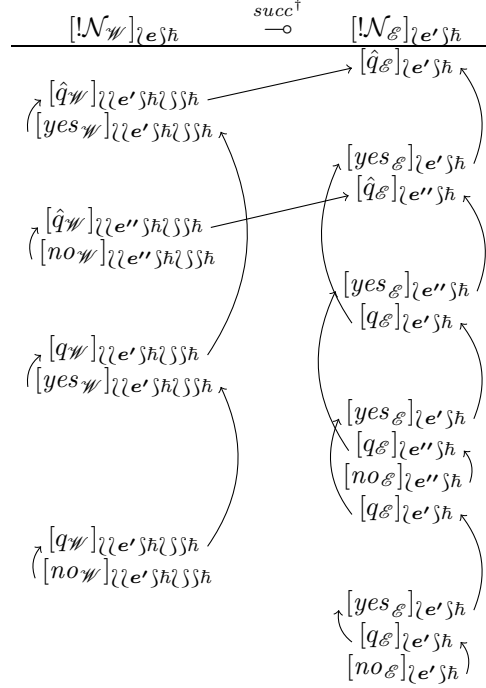 [!𝒩_𝒲]_≀e∫ħ succ† ⊸ [!𝒩_ℰ]_≀e′∫ħ
[q̂_ℰ]_≀e′∫ħ
[q̂_𝒲]_≀≀e′∫ħ≀∫∫ħ
[yes_𝒲]_≀≀e′∫ħ≀∫∫ħ
[yes_ℰ]_≀e′∫ħ
[q̂_ℰ]_≀e″∫ħ
[q̂_𝒲]_≀≀e″∫ħ≀∫∫ħ
[no_𝒲]_≀≀e″∫ħ≀∫∫ħ
[yes_ℰ]_≀e″∫ħ
[q_ℰ]_≀e′∫ħ
[q_𝒲]_≀≀e′∫ħ≀∫∫ħ
[yes_𝒲]_≀≀e′∫ħ≀∫∫ħ
[yes_ℰ]_≀e′∫ħ
[q_ℰ]_≀e″∫ħ
[no_ℰ]_≀e″∫ħ
[q_ℰ]_≀e′∫ħ
[q_𝒲]_≀≀e′∫ħ≀∫∫ħ
[no_𝒲]_≀≀e′∫ħ≀∫∫ħ
[yes_ℰ]_≀e′∫ħ
[q_ℰ]_≀e′∫ħ
[no_ℰ]_≀e′∫ħ